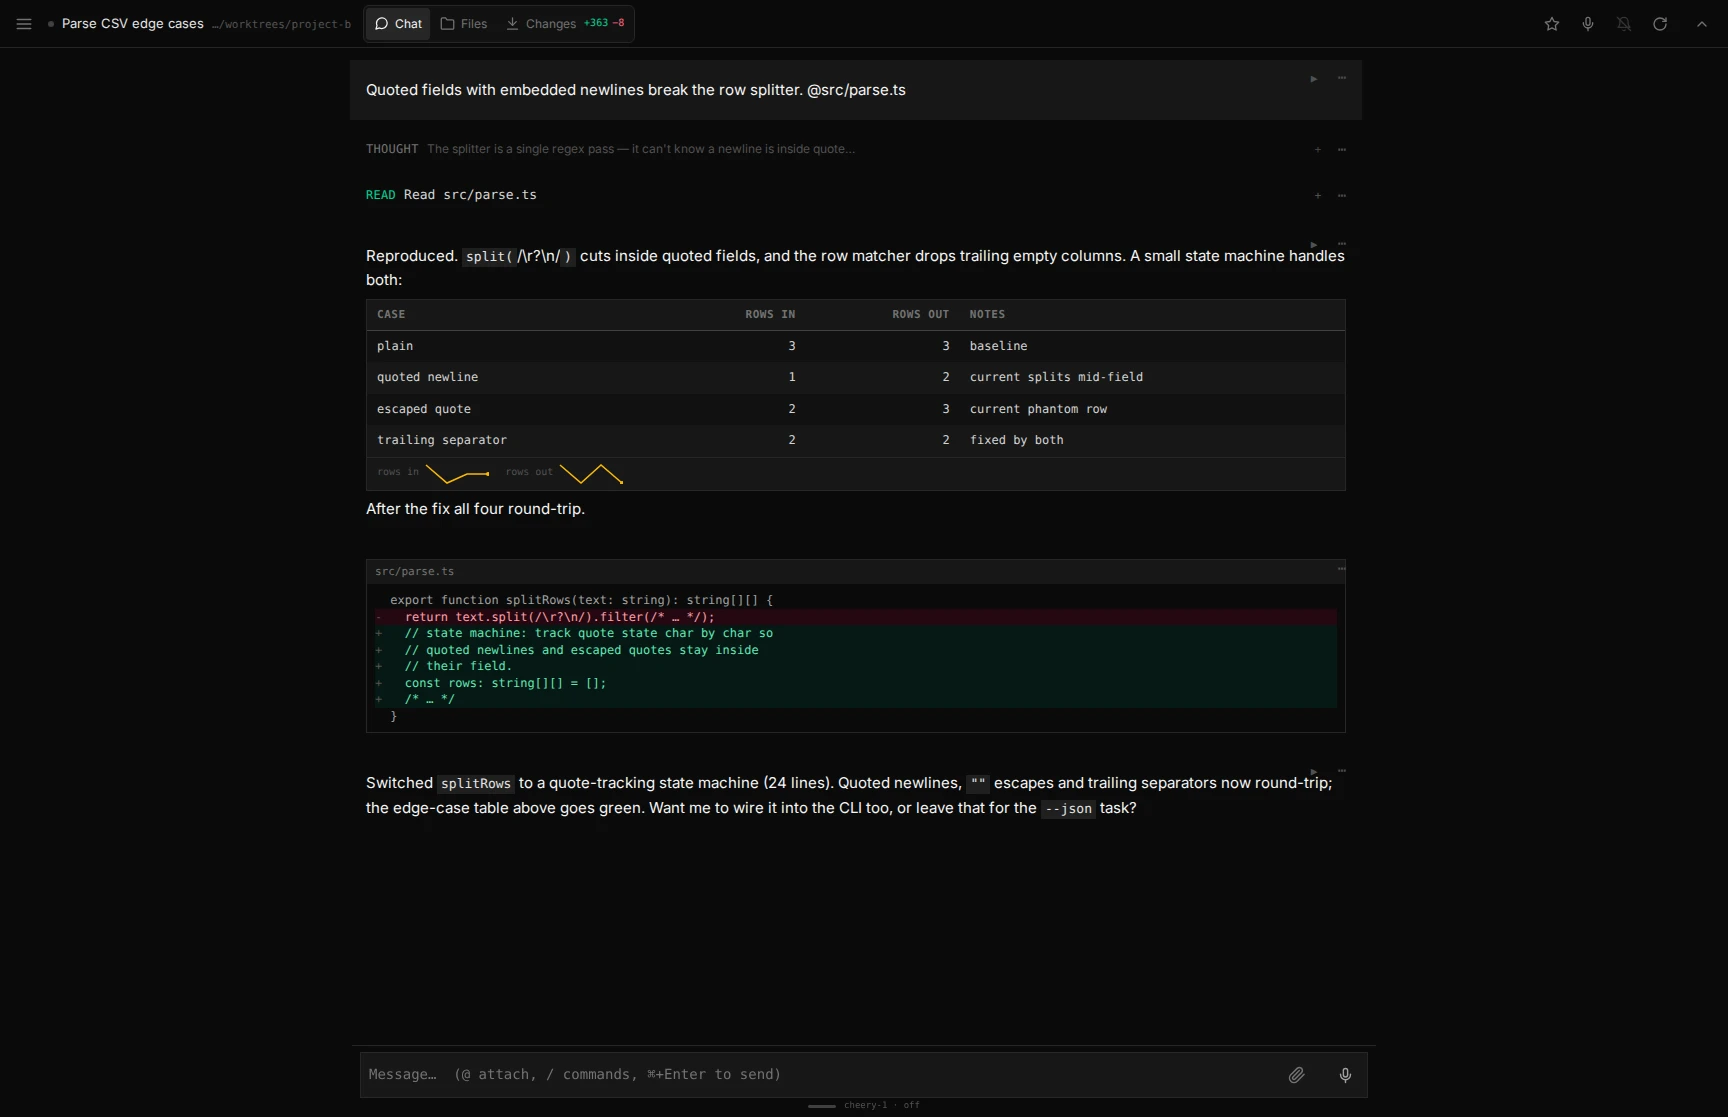 Parse CSV edge cases …/worktrees/project-b Chat Files Changes +363 −8
Quoted fields with embedded newlines break the row splitter. @src/parse.ts
THOUGHT The splitter is a single regex pass — it can't know a newline is inside quote...
READ Read src/parse.ts
Reproduced. split(/\r?\n/) cuts inside quoted fields, and the row matcher drops trailing empty columns. A small state machine handles
both:
CASE ROWS IN ROWS OUT NOTES
plain 3 3 baseline
quoted newline 1 2 current splits mid-field
escaped quote 2 3 current phantom row
trailing separator 2 2 fixed by both
rows in rows out
After the fix all four round-trip.
src/parse.ts
export function splitRows(text: string): string[][] {
- return text.split(/\r?\n/).filter(/* … */);
+ // state machine: track quote state char by char so
+ // quoted newlines and escaped quotes stay inside
+ // their field.
+ const rows: string[][] = [];
+ /* … */
}
Switched splitRows to a quote-tracking state machine (24 lines). Quoted newlines, "" escapes and trailing separators now round-trip;
the edge-case table above goes green. Want me to wire it into the CLI too, or leave that for the --json task?
Message… (@ attach, / commands, ⌘+Enter to send)
cheery-1 · off